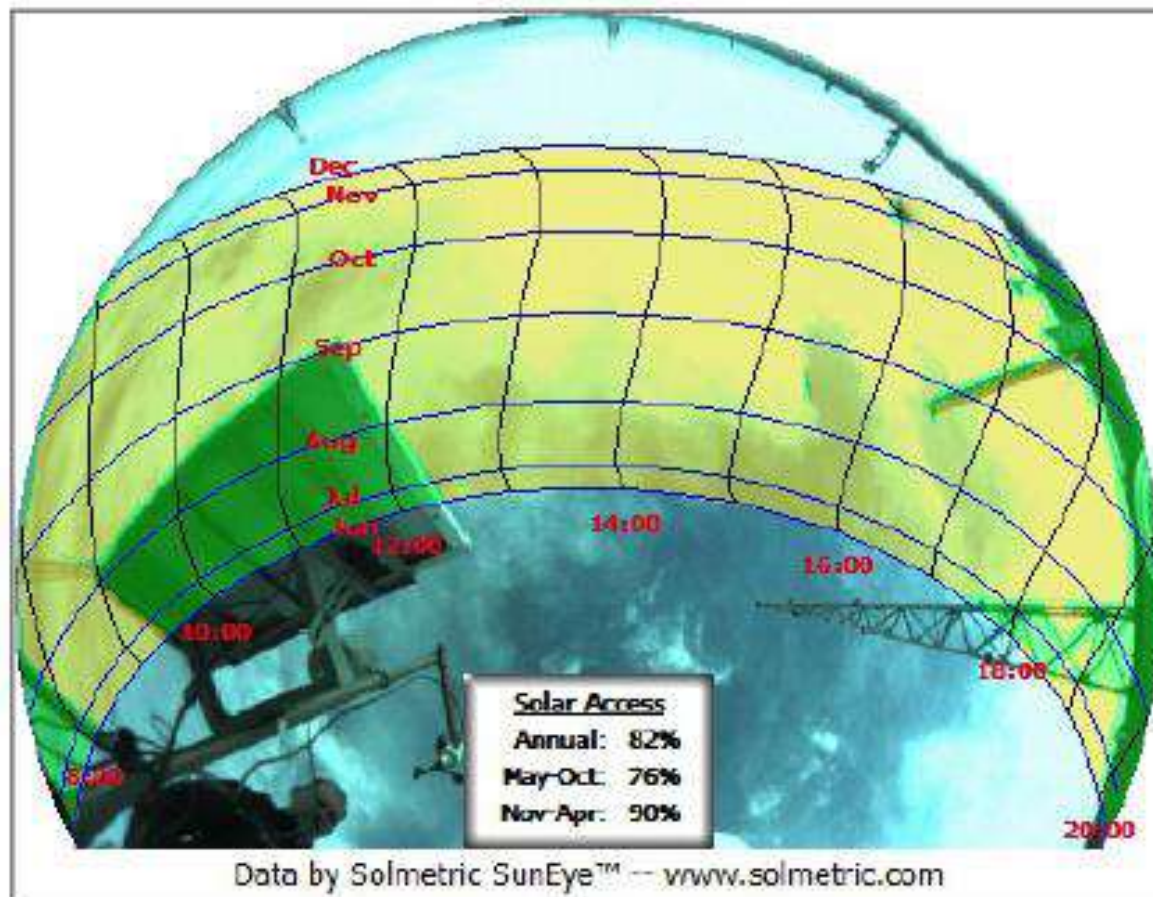 Dec
Nov
Oct
Sep
Aug
Jul
Jun
12:00
14:00
16:00
10:00
18:00
8:00
20:00
Solar Access
Annual: 82%
May-Oct: 76%
Nov-Apr: 90%
Data by Solmetric SunEye™ -- www.solmetric.com